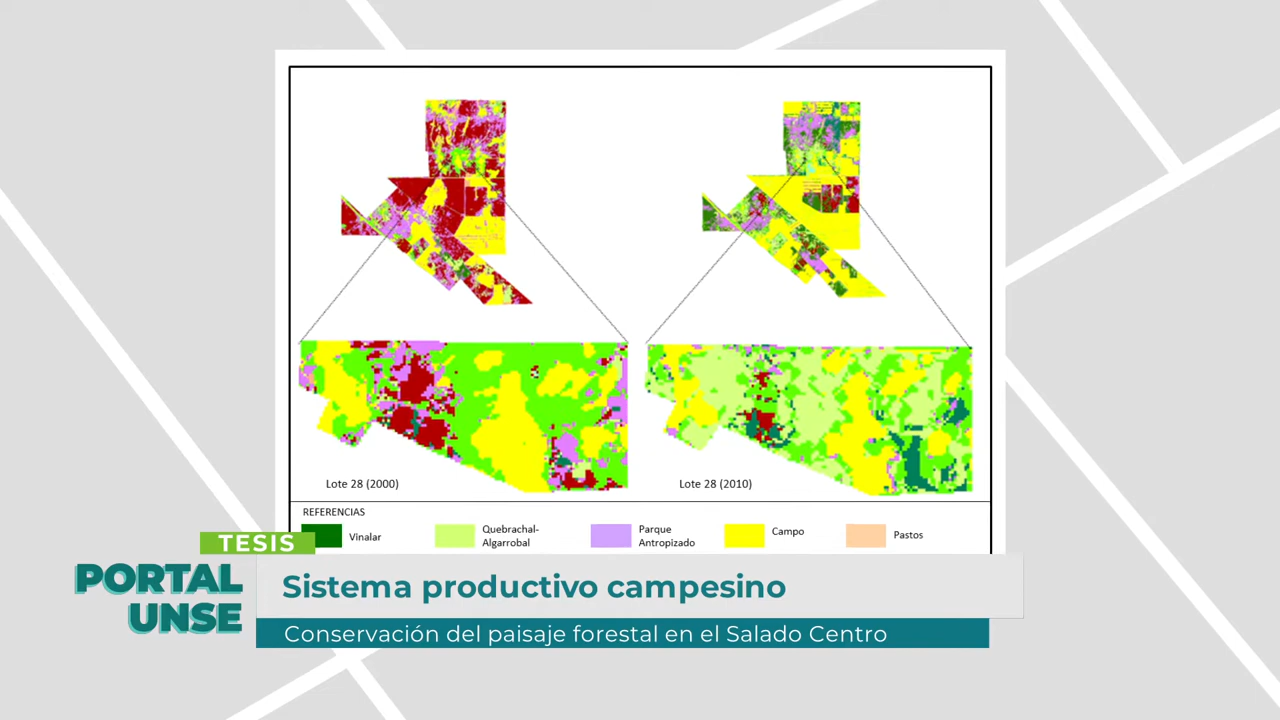 Lote 28 (2000)
Lote 28 (2010)
REFERENCIAS
Vinalar
Quebrachal-
Algarrobal
Parque
Antropizado
Campo
Pastos
TESIS
PORTAL
UNSE
Sistema productivo campesino
Conservación del paisaje forestal en el Salado Centro